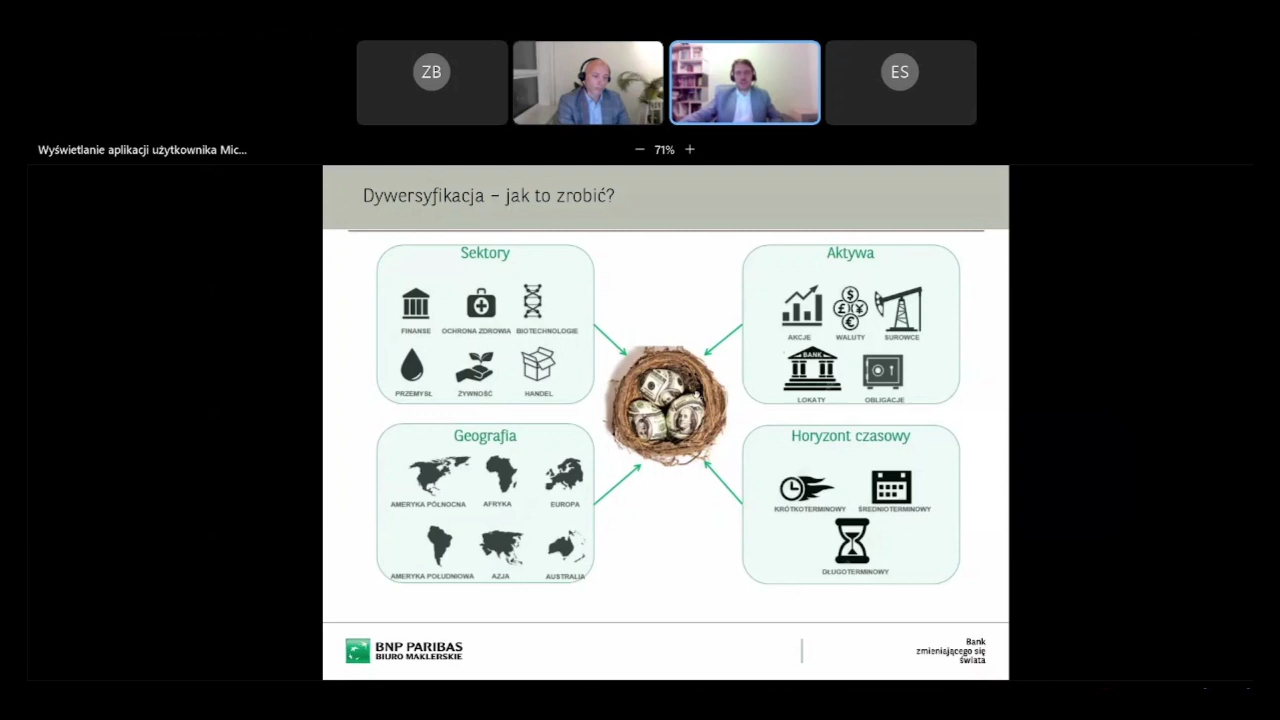 ZB
ES
Wyświetlanie aplikacji użytkownika Mic...
71%
Dywersyfikacja – jak to zrobić?
Sektory
FINANSE OCHRONA ZDROWIA BIOTECHNOLOGIE
PRZEMYSŁ ŻYWNOŚĆ HANDEL
Aktywa
AKCJE WALUTY SUROWCE
BANK
LOKATY OBLIGACJE
Geografia
AMERYKA PÓŁNOCNA AFRYKA EUROPA
AMERYKA POŁUDNIOWA AZJA AUSTRALIA
Horyzont czasowy
KRÓTKOTERMINOWY ŚREDNIOTERMINOWY
DŁUGOTERMINOWY
BNP PARIBAS
BIURO MAKLERSKIE
Bank
zmieniającego się
świata